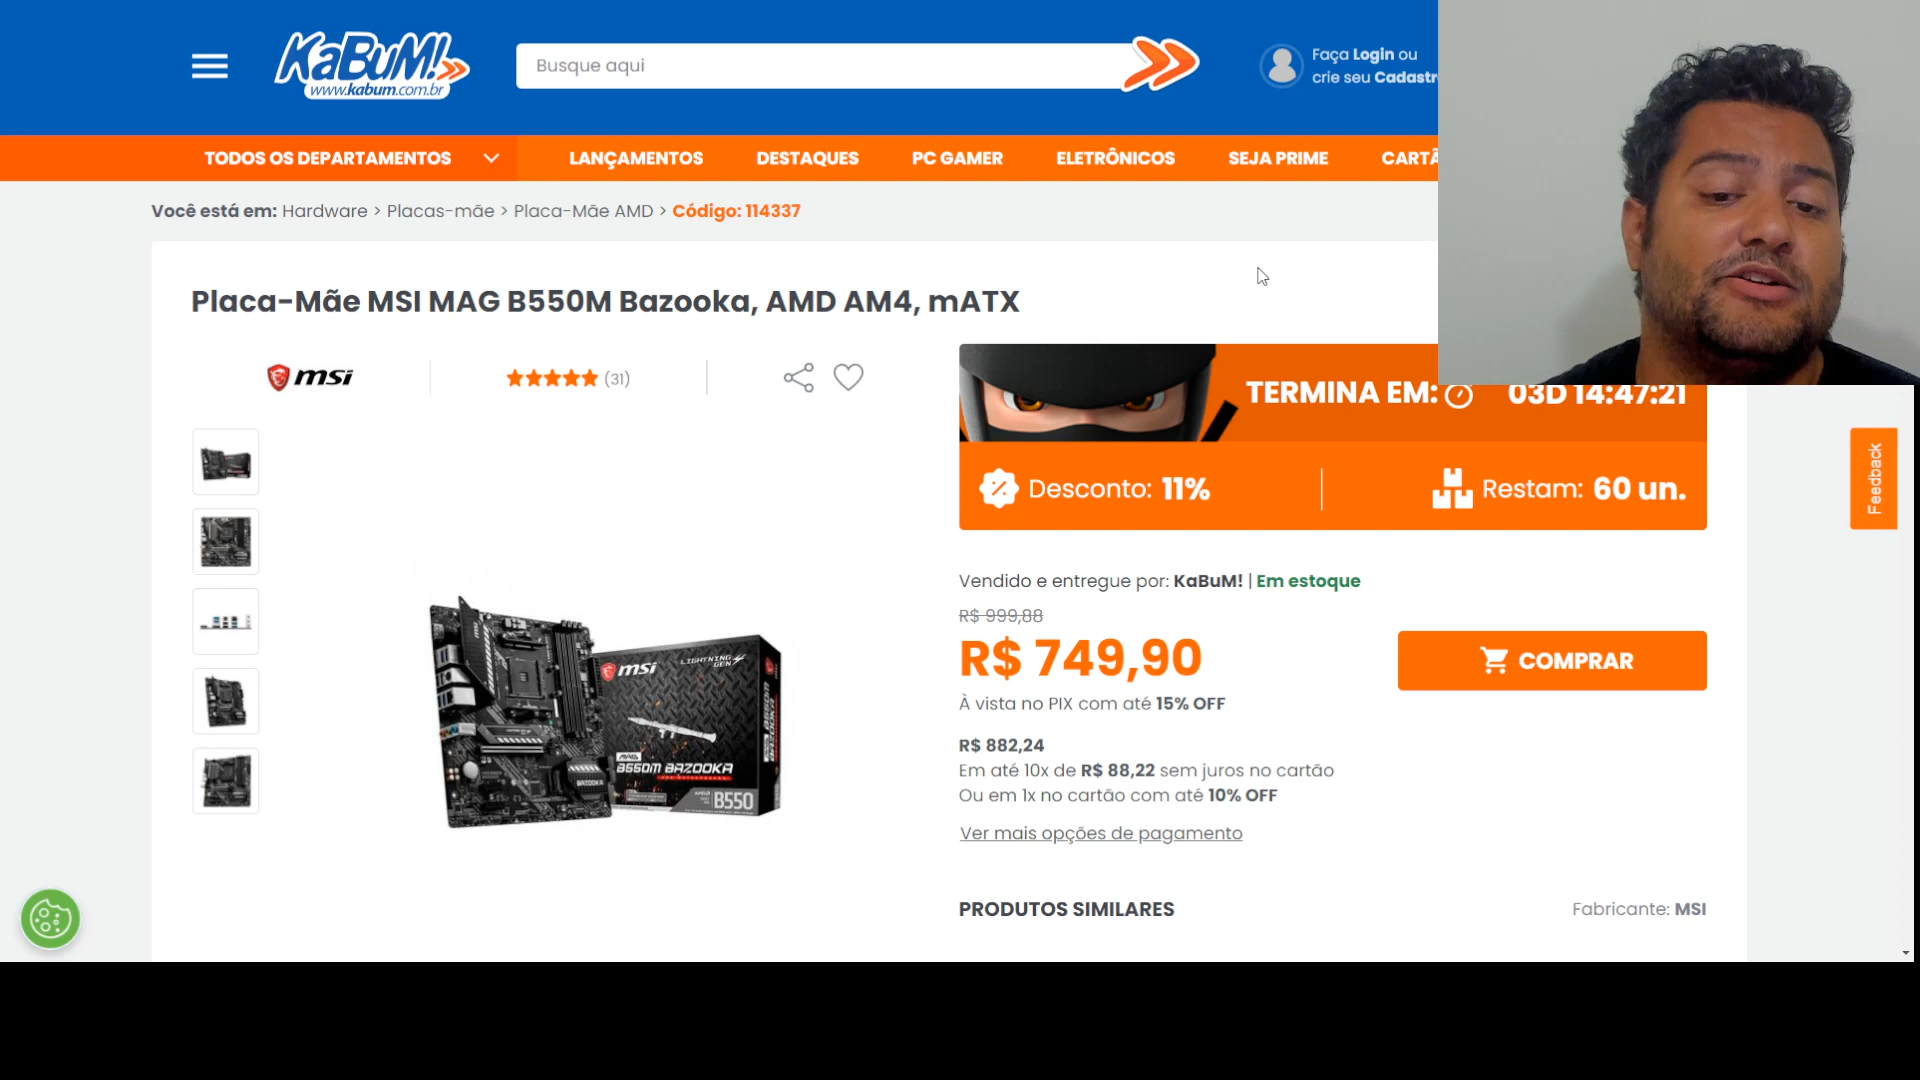 KaBuM!
www.kabum.com.br
Busque aqui
Faça Login ou
crie seu Cadastr
TODOS OS DEPARTAMENTOS
LANÇAMENTOS
DESTAQUES
PC GAMER
ELETRÔNICOS
SEJA PRIME
CARTÃ
Você está em: Hardware > Placas-mãe > Placa-Mãe AMD > Código: 114337
Placa-Mãe MSI MAG B550M Bazooka, AMD AM4, mATX
msi
(31)
TERMINA EM: 03D 14:47:21
Desconto: 11%
Restam: 60 un.
Feedback
Vendido e entregue por: KaBuM! | Em estoque
R$ 999,88
R$ 749,90
COMPRAR
À vista no PIX com até 15% OFF
R$ 882,24
Em até 10x de R$ 88,22 sem juros no cartão
Ou em 1x no cartão com até 10% OFF
Ver mais opções de pagamento
msi
LIGHTNING
GEN4
MAG
B550M BAZOOKA
B550
BAZOOKA
PRODUTOS SIMILARES
Fabricante: MSI